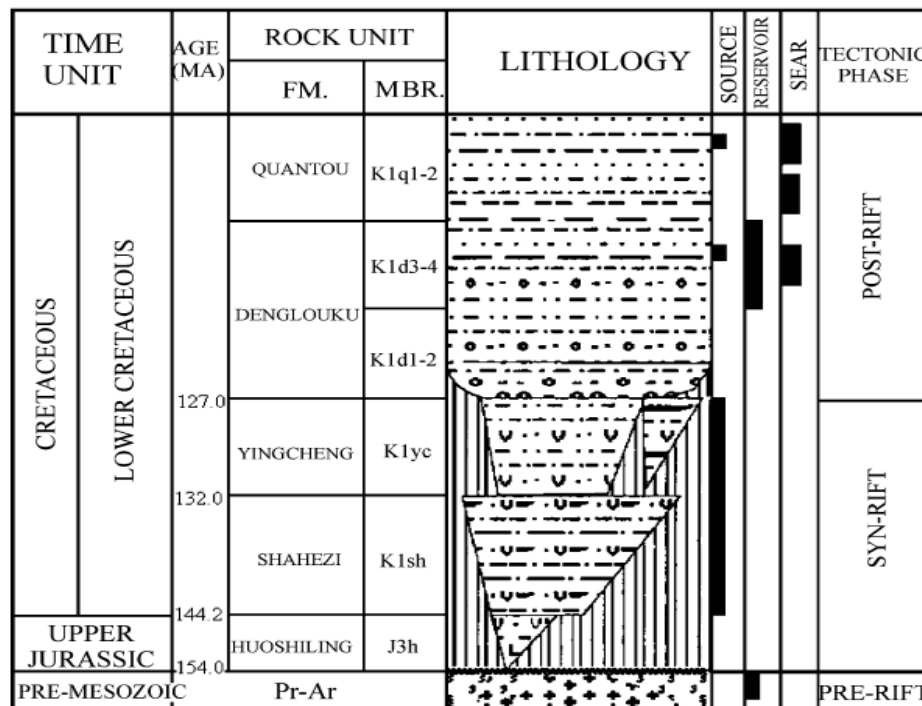 TIME UNIT
AGE (MA)
ROCK UNIT
FM.
MBR.
LITHOLOGY
SOURCE
RESERVOIR
SEAR
TECTONIC PHASE
CRETACEOUS
LOWER CRETACEOUS
QUANTOU
K1q1-2
DENGLOUKU
K1d3-4
K1d1-2
POST-RIFT
127.0
YINGCHENG
K1yc
132.0
SHAHEZI
K1sh
SYN-RIFT
144.2
UPPER JURASSIC
HUOSHILING
J3h
154.0
PRE-MESOZOIC
Pr-Ar
PRE-RIFT